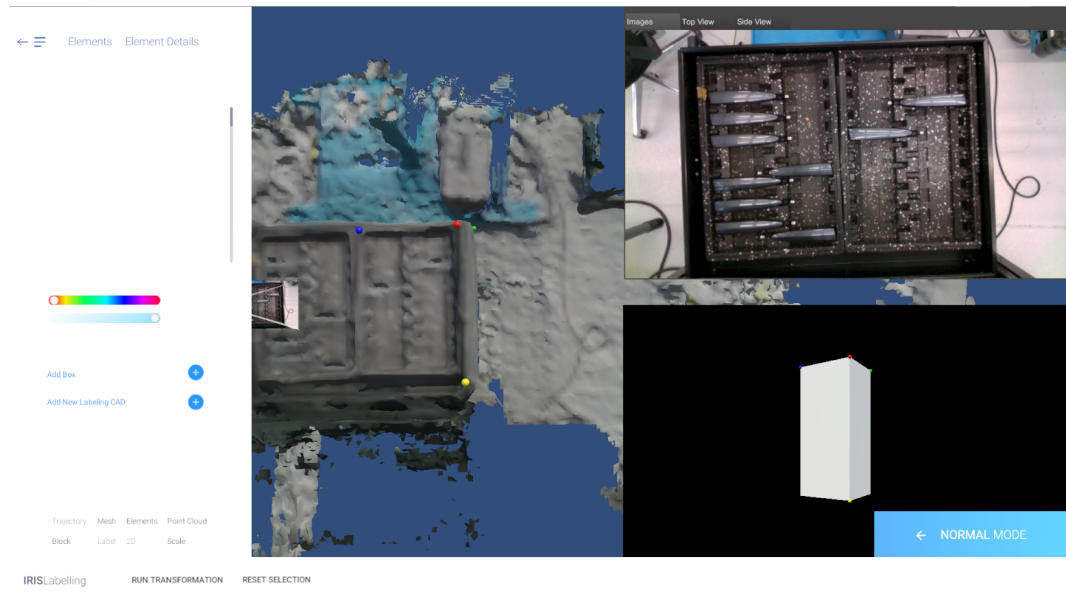 Elements Element Details
Images Top View Side View
Add Box
Add New Labeling CAD
Trajectory Mesh Elements Point Cloud
Block Label 2D Scale
NORMAL MODE
IRISLabelling RUN TRANSFORMATION RESET SELECTION